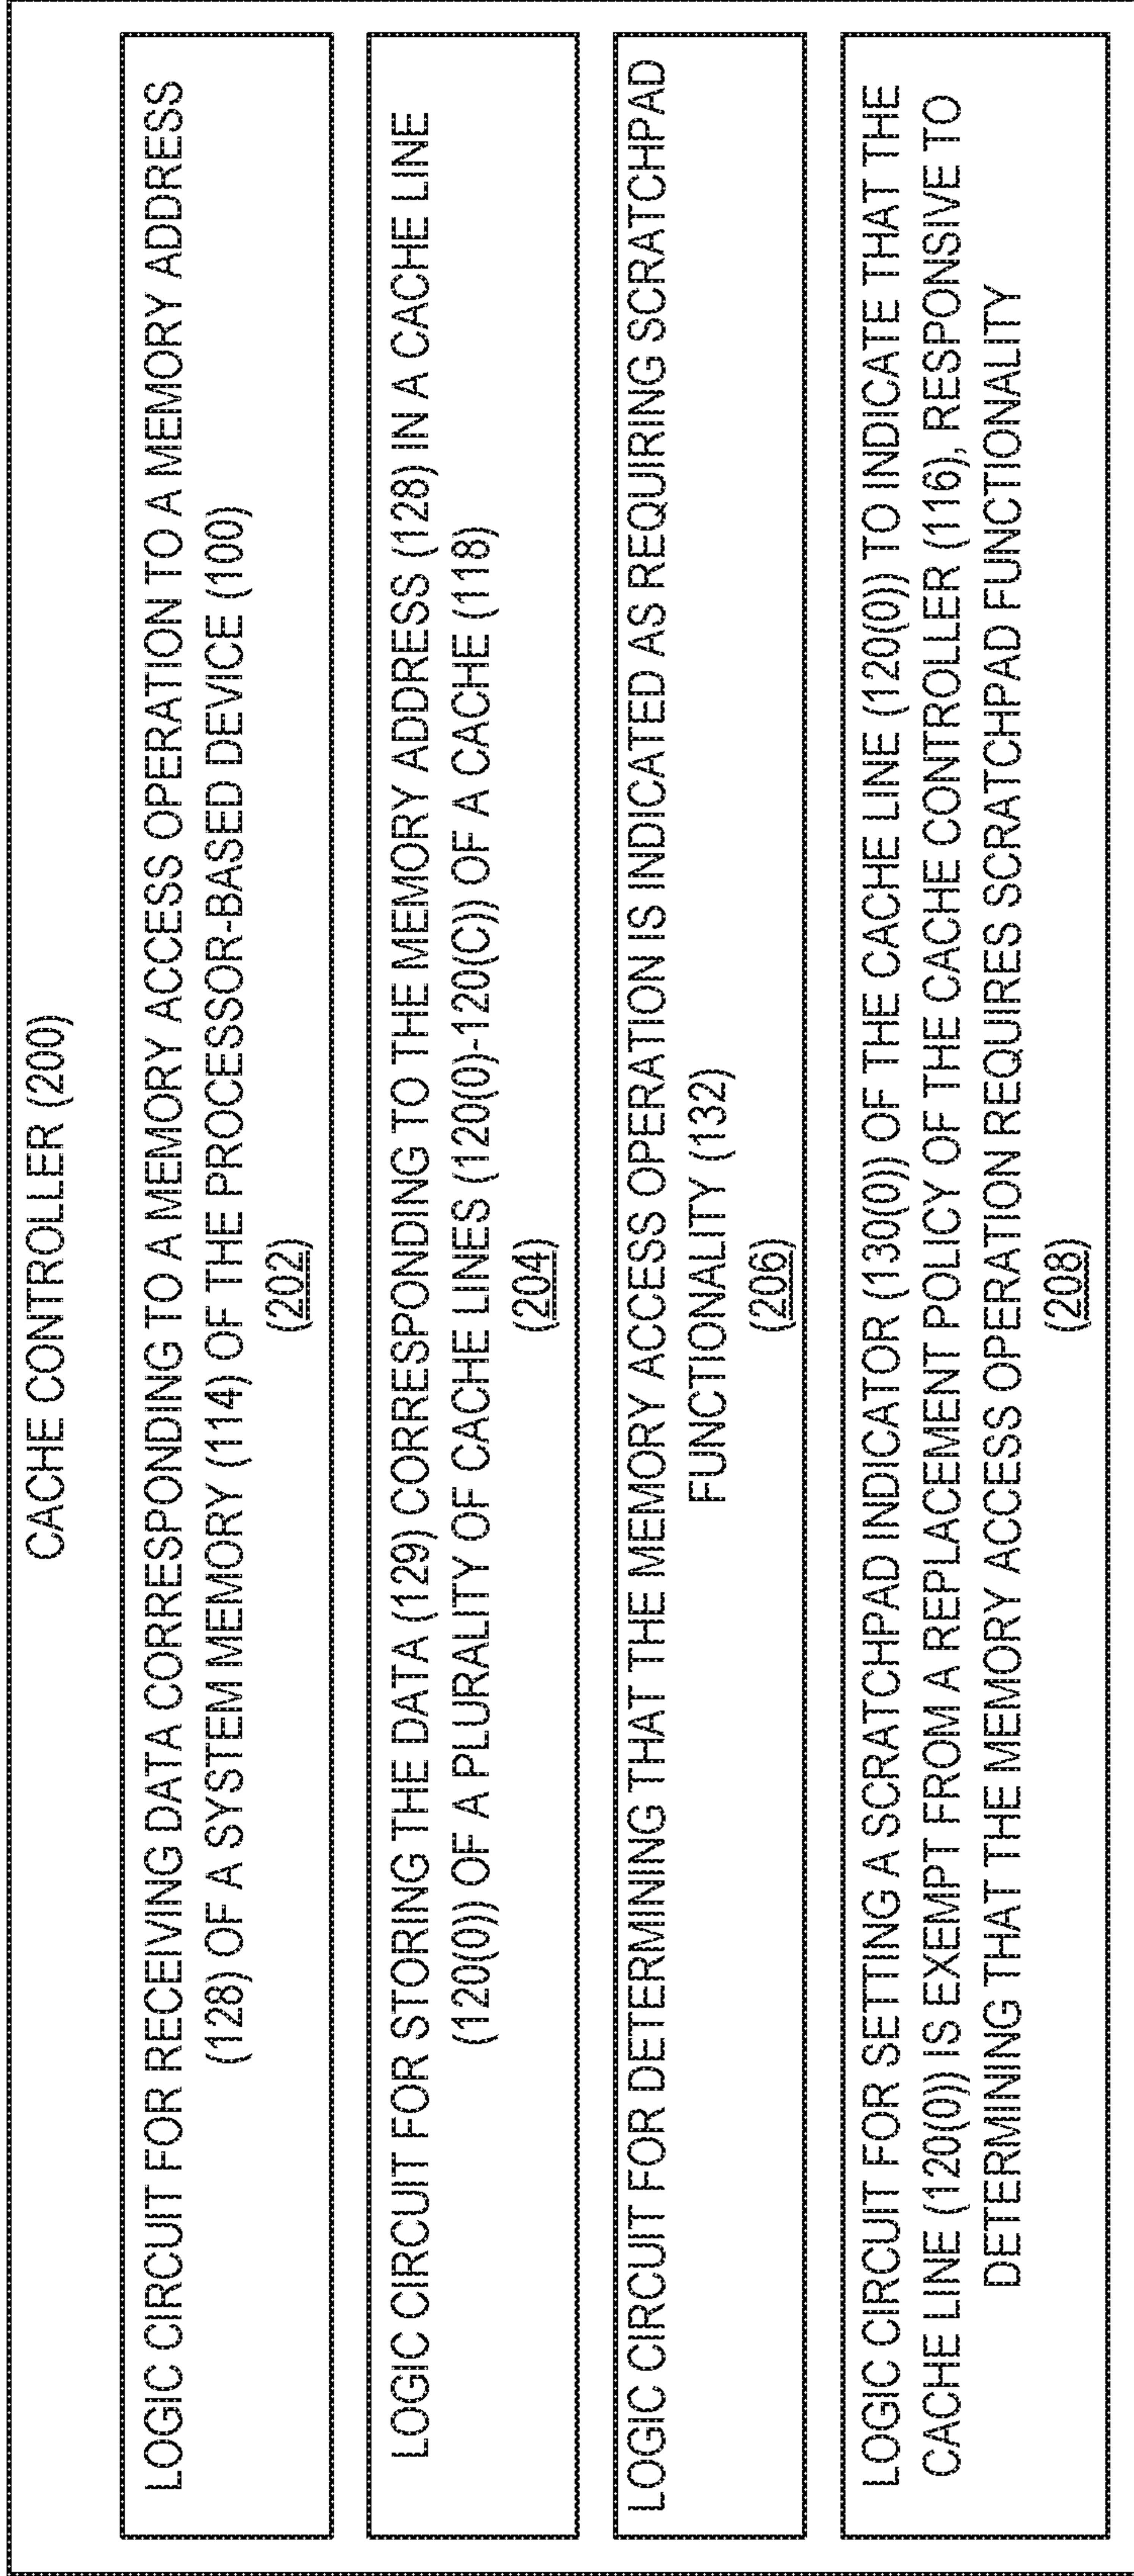 CACHE CONTROLLER (200)
LOGIC CIRCUIT FOR RECEIVING DATA CORRESPONDING TO A MEMORY ACCESS OPERATION TO A MEMORY ADDRESS
(128) OF A SYSTEM MEMORY (114) OF THE PROCESSOR-BASED DEVICE (100)
(202)
LOGIC CIRCUIT FOR STORING THE DATA (129) CORRESPONDING TO THE MEMORY ADDRESS (128) IN A CACHE LINE
(120(0)) OF A PLURALITY OF CACHE LINES (120(0)-120(C)) OF A CACHE (118)
(204)
LOGIC CIRCUIT FOR DETERMINING THAT THE MEMORY ACCESS OPERATION IS INDICATED AS REQUIRING SCRATCHPAD
FUNCTIONALITY (132)
(206)
LOGIC CIRCUIT FOR SETTING A SCRATCHPAD INDICATOR (130(0)) OF THE CACHE LINE (120(0)) TO INDICATE THAT THE
CACHE LINE (120(0)) IS EXEMPT FROM A REPLACEMENT POLICY OF THE CACHE CONTROLLER (116), RESPONSIVE TO
DETERMINING THAT THE MEMORY ACCESS OPERATION REQUIRES SCRATCHPAD FUNCTIONALITY
(208)